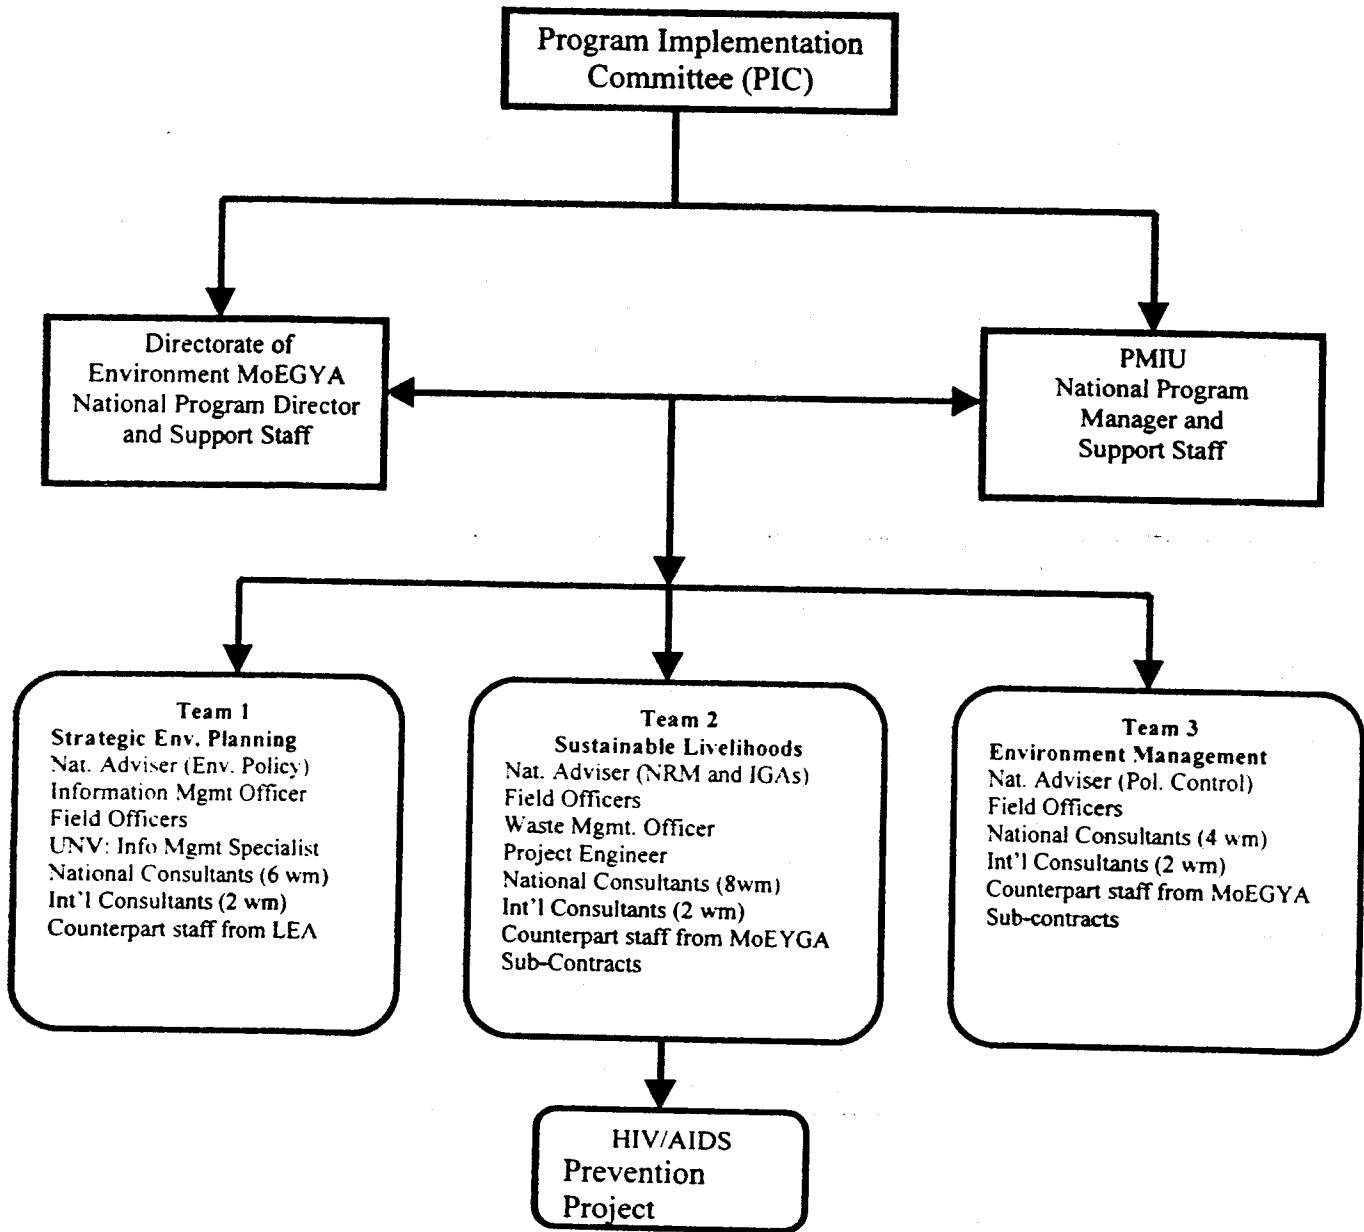 Program Implementation
Committee (PIC)
Directorate of
Environment MoEGYA
National Program Director
and Support Staff
PMIU
National Program
Manager and
Support Staff
Team 1
Strategic Env. Planning
Nat. Adviser (Env. Policy)
Information Mgmt Officer
Field Officers
UNV: Info Mgmt Specialist
National Consultants (6 wm)
Int'l Consultants (2 wm)
Counterpart staff from LEA
Team 2
Sustainable Livelihoods
Nat. Adviser (NRM and IGAs)
Field Officers
Waste Mgmt. Officer
Project Engineer
National Consultants (8wm)
Int'l Consultants (2 wm)
Counterpart staff from MoEYGA
Sub-Contracts
Team 3
Environment Management
Nat. Adviser (Pol. Control)
Field Officers
National Consultants (4 wm)
Int'l Consultants (2 wm)
Counterpart staff from MoEGYA
Sub-contracts
HIV/AIDS
Prevention
Project